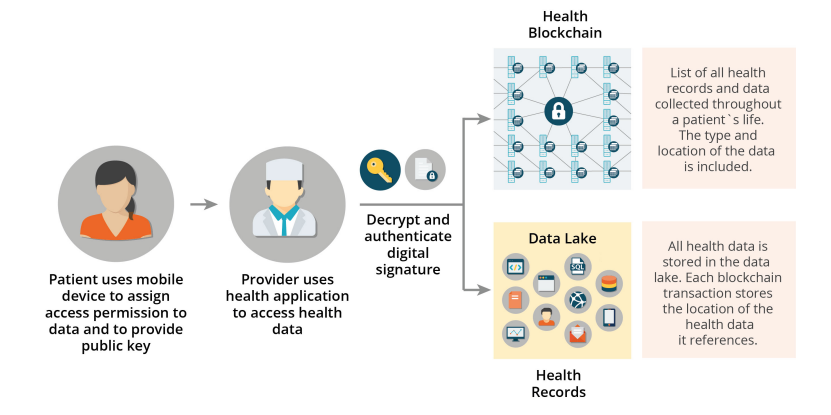 Health
Blockchain
List of all health
records and data
collected throughout
a patient`s life.
The type and
location of the data
is included.
Patient uses mobile
device to assign
access permission to
data and to provide
public key
Provider uses
health application
to access health
data
Decrypt and
authenticate
digital
signature
Data Lake
SQL
</>
All health data is
stored in the data
lake. Each blockchain
transaction stores
the location of the
health data
it references.
Health
Records